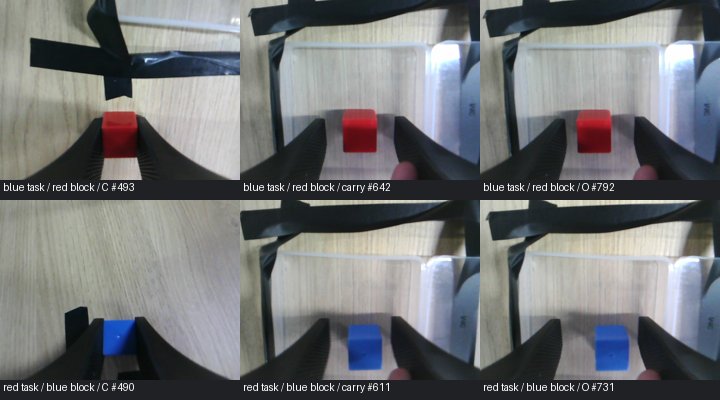 blue task / red block / C #493
blue task / red block / carry #642
blue task / red block / O #792
red task / blue block / C #490
red task / blue block / carry #611
red task / blue block / O #731